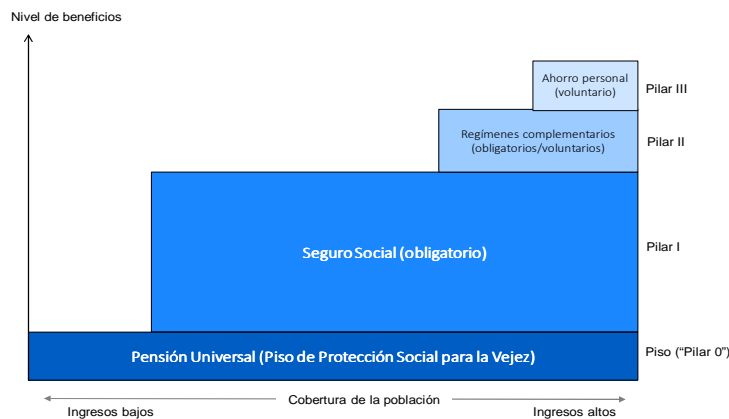 Nivel de beneficios
Ahorro personal
(voluntario)
Pilar III
Regímenes complementarios
(obligatorios/voluntarios)
Pilar II
Seguro Social (obligatorio)
Pilar I
Pensión Universal (Piso de Protección Social para la Vejez)
Piso (“Pilar 0”)
Cobertura de la población
Ingresos bajos
Ingresos altos